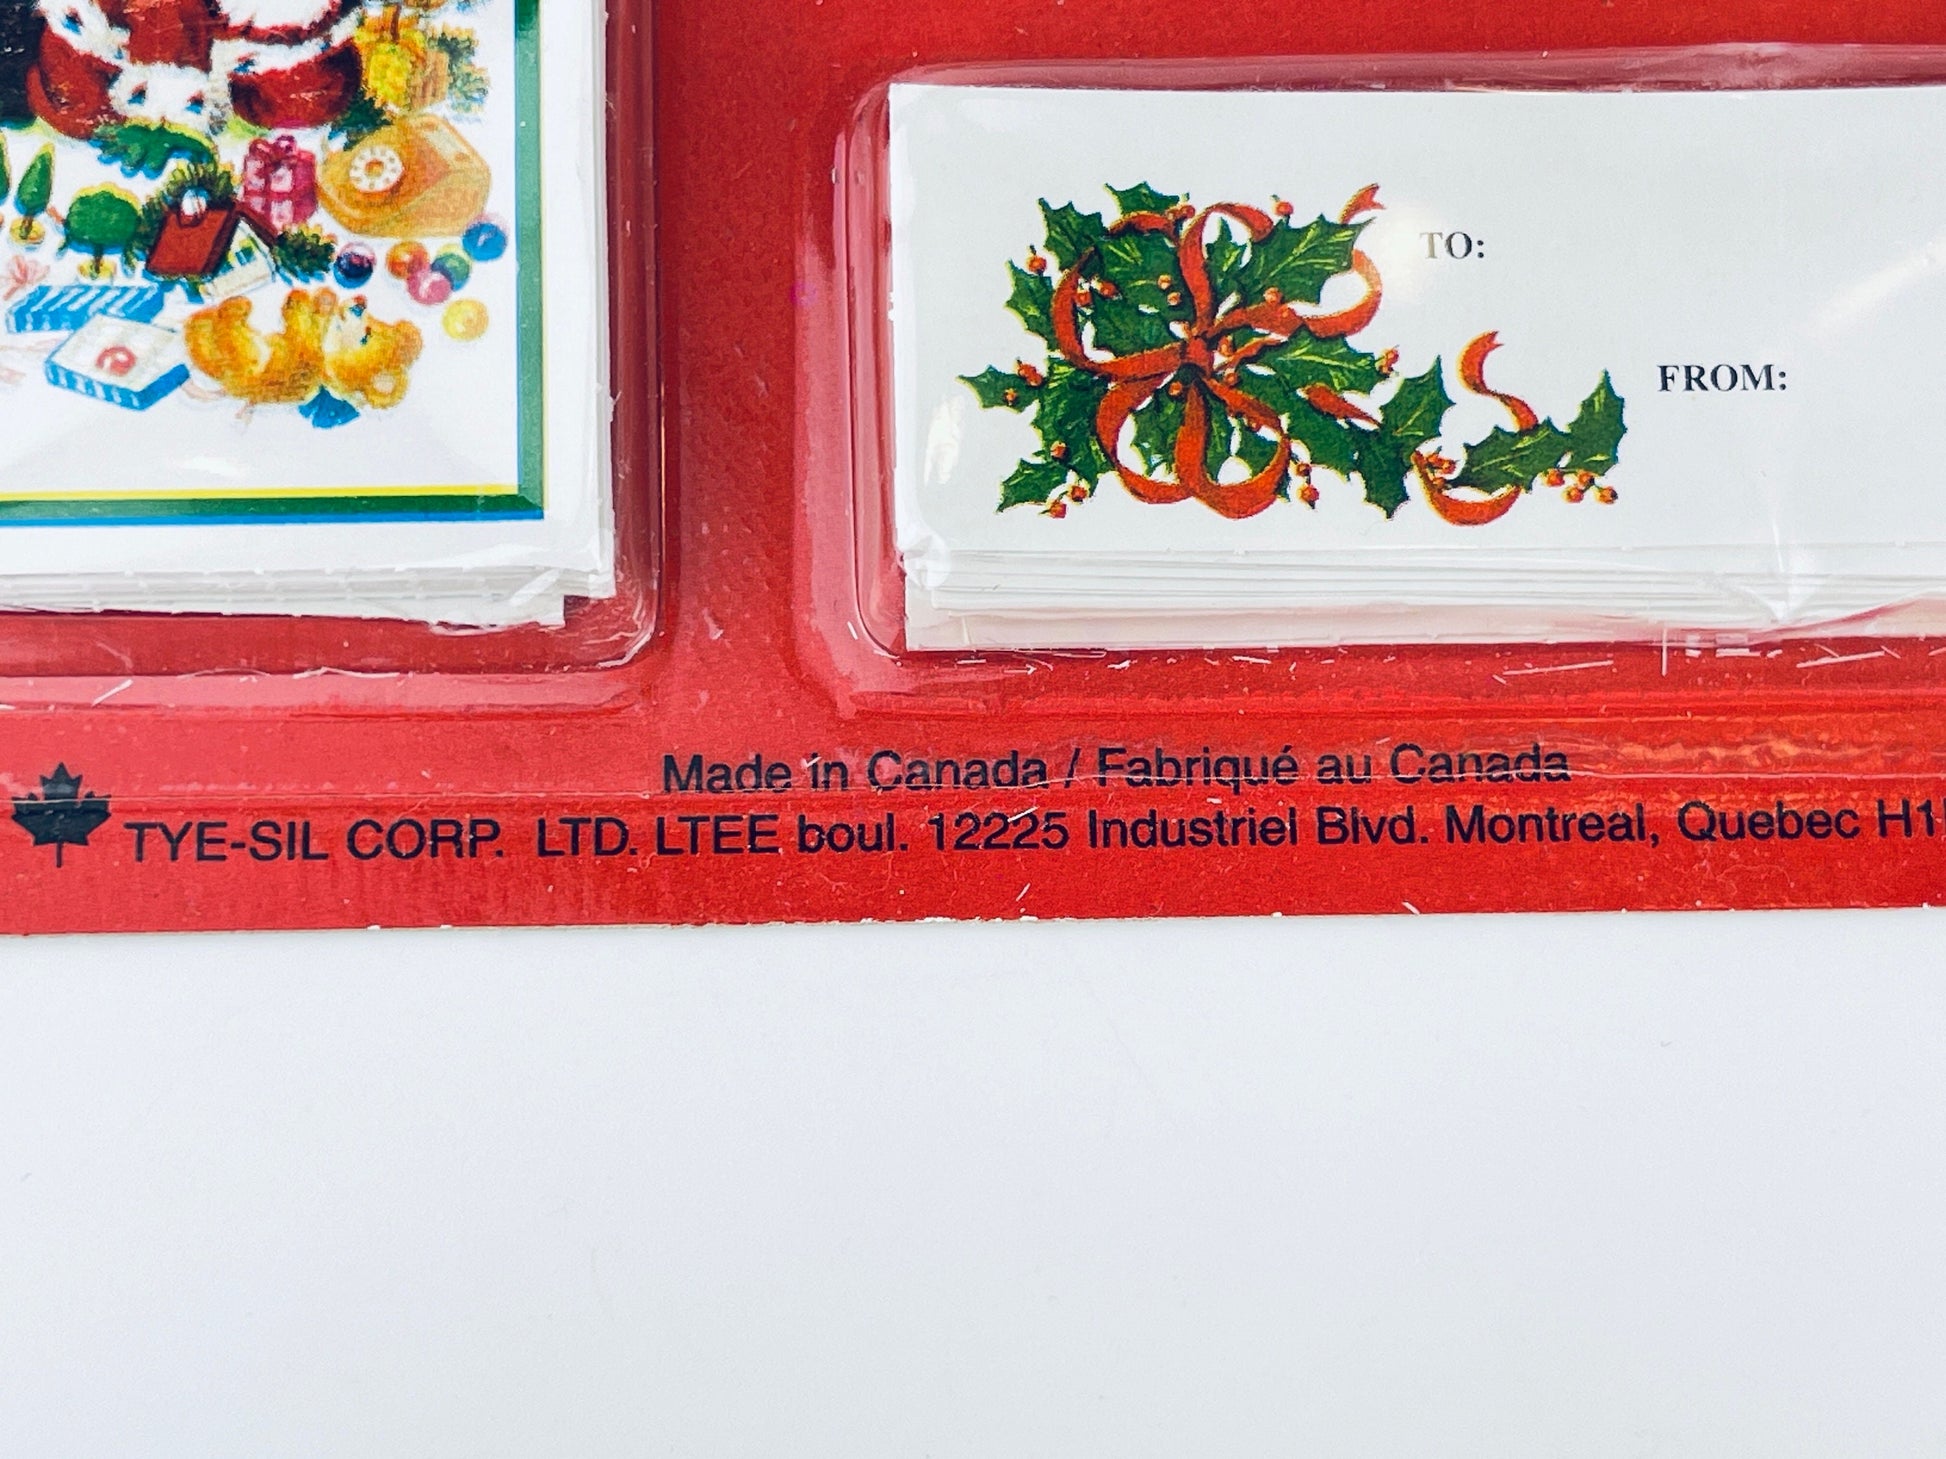 TO:
FROM:
Made in Canada / Fabriqué au Canada
TYE-SIL CORP. LTD. LTEE boul. 12225 Industriel Blvd. Montreal, Quebec H1